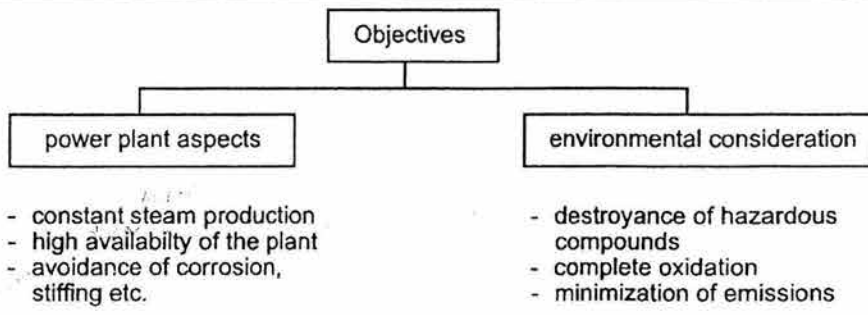 Objectives
power plant aspects
environmental consideration
- constant steam production
- high availabilty of the plant
- avoidance of corrosion,
stiffing etc.
- destroyance of hazardous
compounds
- complete oxidation
- minimization of emissions